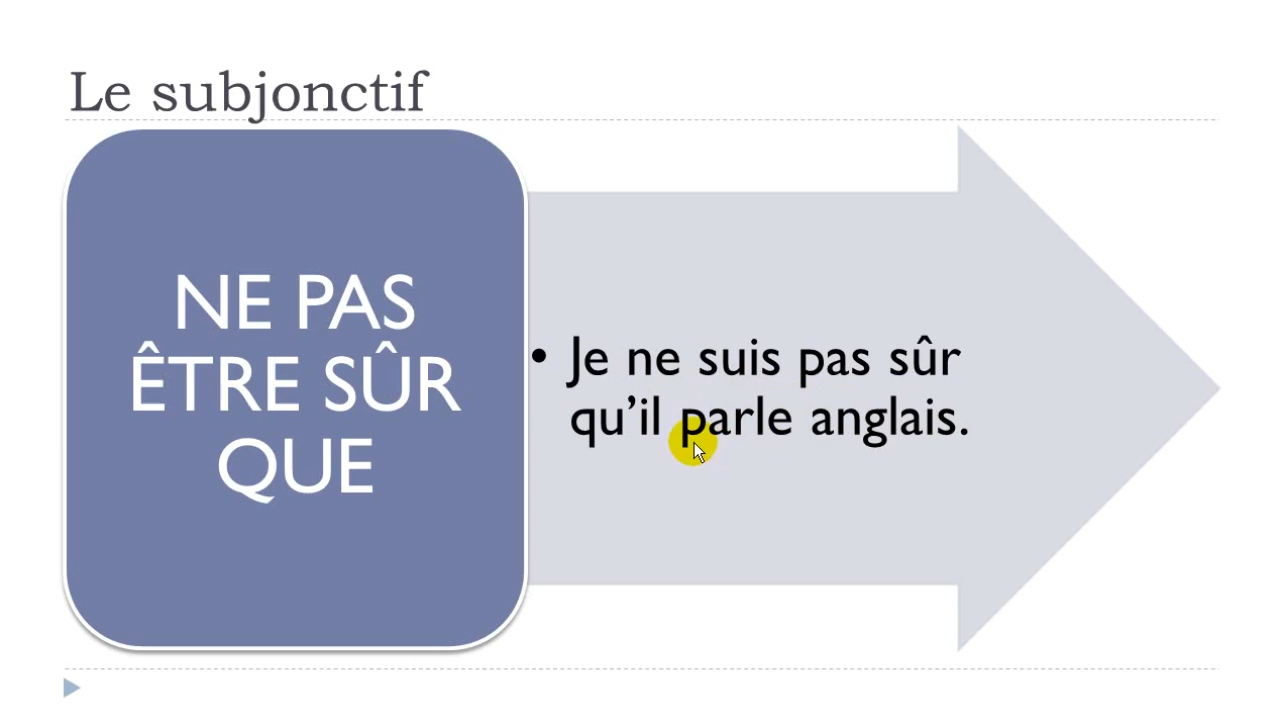 Le subjonctif
NE PAS
ÊTRE SÛR
QUE
• Je ne suis pas sûr
qu’il parle anglais.